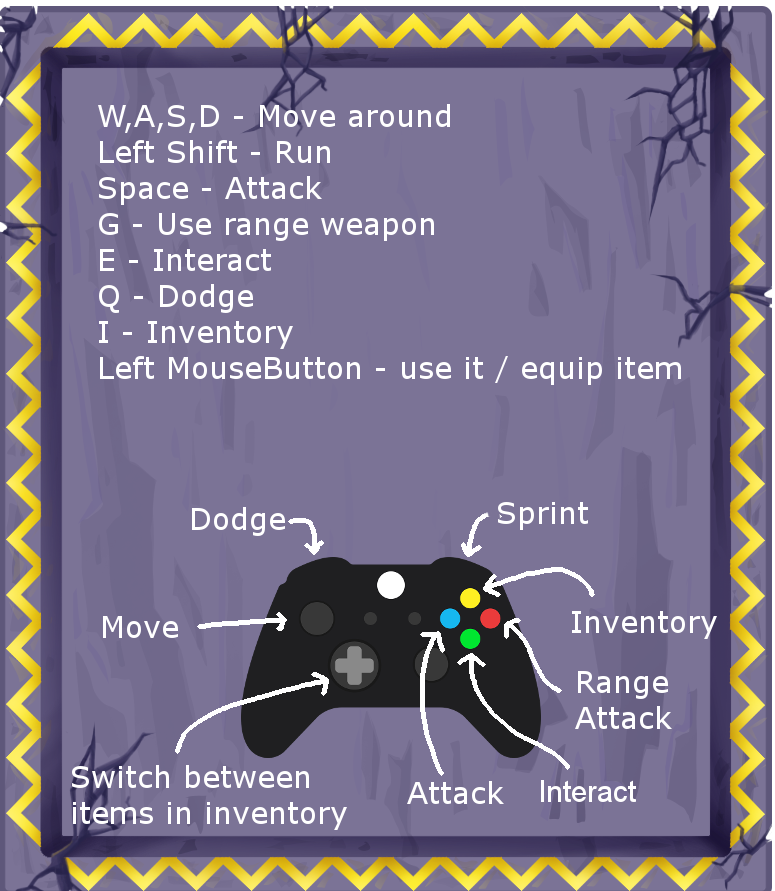 W,A,S,D - Move around
Left Shift - Run
Space - Attack
G - Use range weapon
E - Interact
Q - Dodge
I - Inventory
Left MouseButton - use it / equip item
Dodge
Sprint
Move
Inventory
Range
Attack
Switch between
items in inventory
Attack
Interact